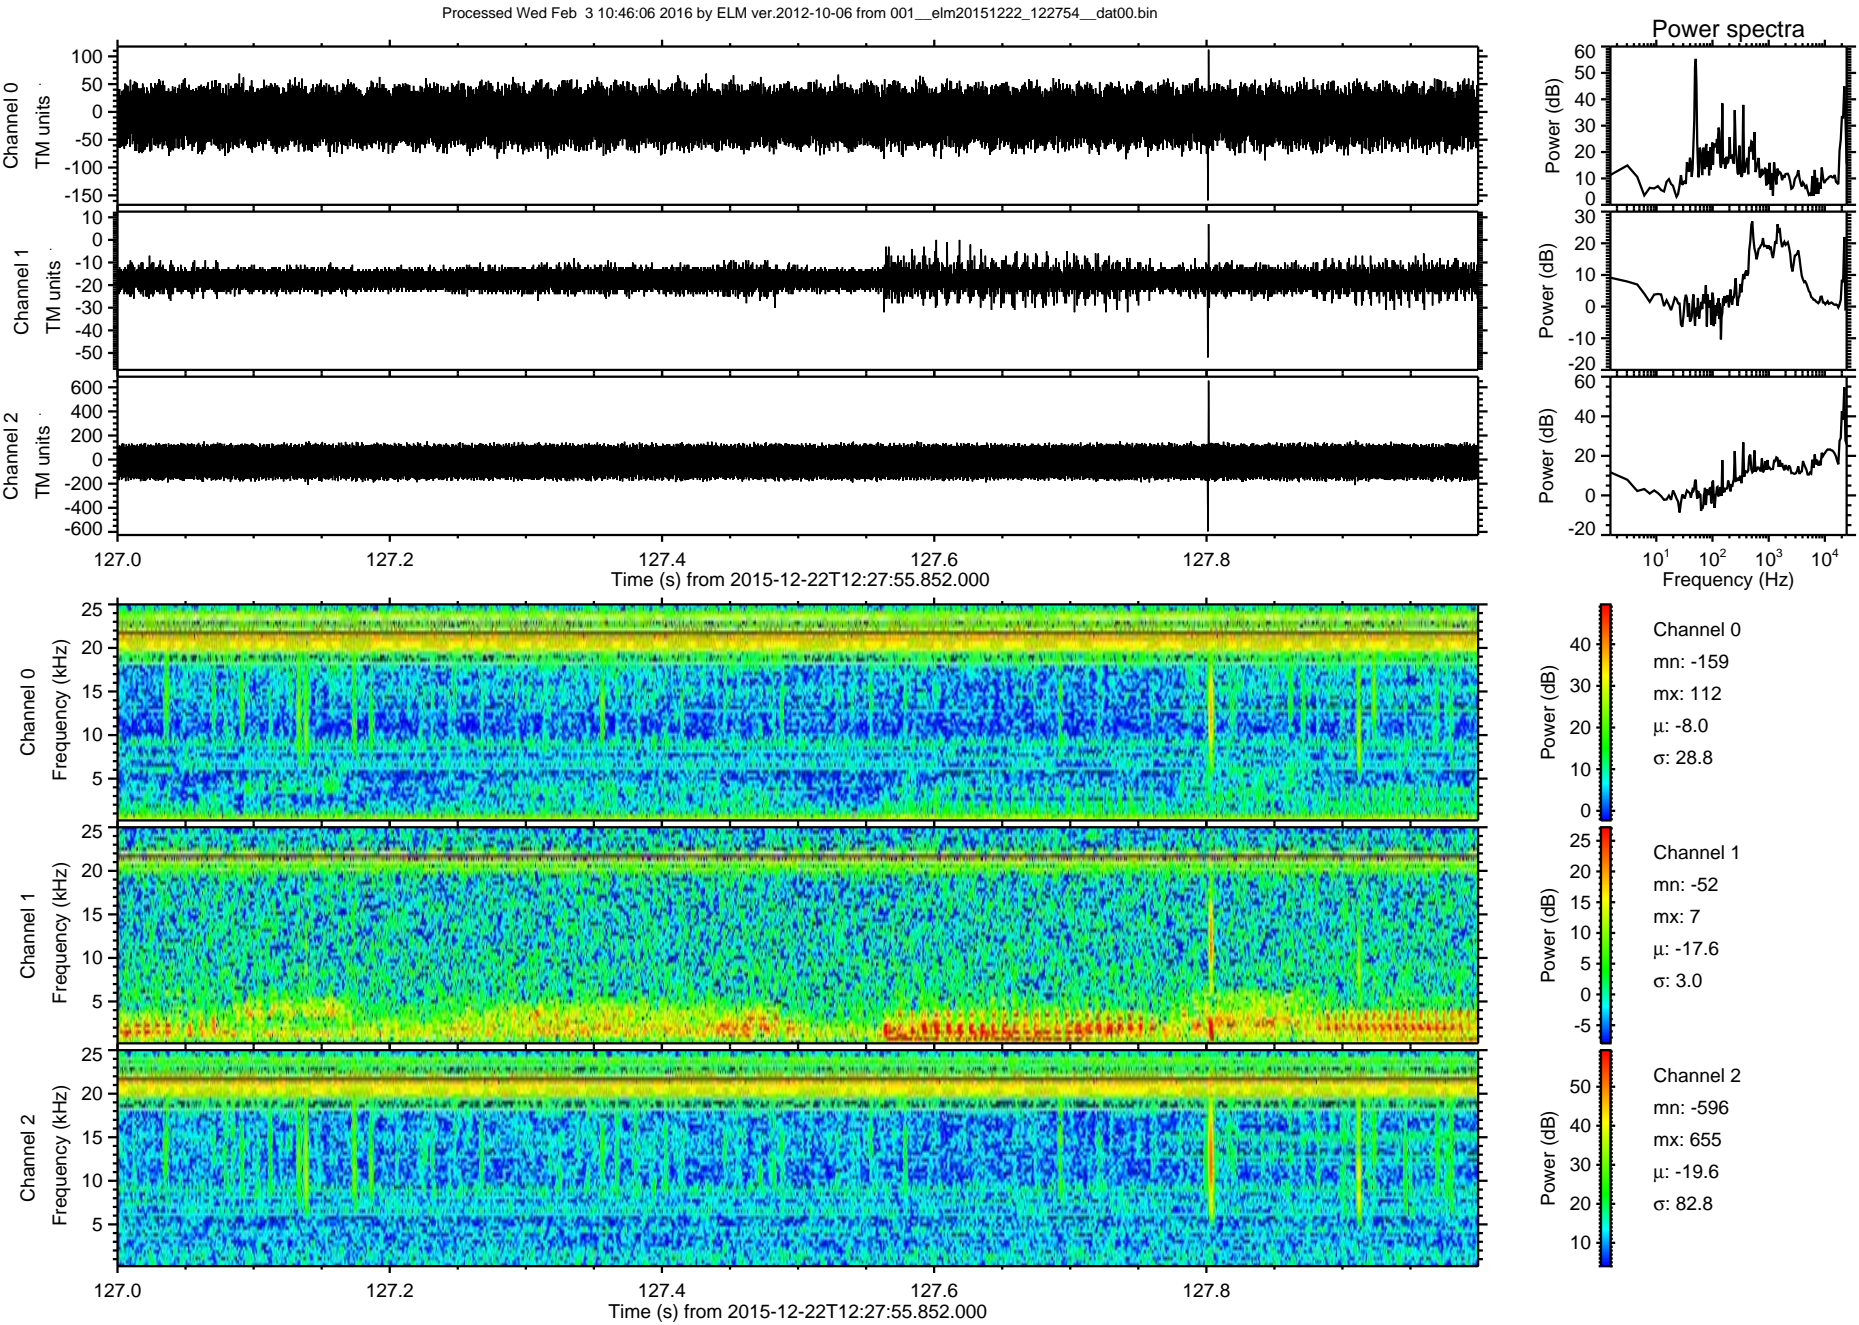 Processed Wed Feb  3 10:46:06 2016 by ELM ver.2012-10-06 from 001__elm20151222_122754__dat00.bin
Power spectra
Channel 0
TM units
100
50
0
-50
-100
-150
Power (dB)
60
50
40
30
20
10
0
Channel 1
TM units
10
0
-10
-20
-30
-40
-50
Power (dB)
30
20
10
0
-10
-20
Channel 2
TM units
600
400
200
0
-200
-400
-600
Power (dB)
60
40
20
0
-20
127.0 127.2 127.4 127.6 127.8
Time (s) from 2015-12-22T12:27:55.852.000
10^1 10^2 10^3 10^4
Frequency (Hz)
Channel 0
Frequency (kHz)
25
20
15
10
5
Power (dB)
40
30
20
10
0
Channel 0
mn: -159
mx: 112
μ: -8.0
σ: 28.8
Channel 1
Frequency (kHz)
25
20
15
10
5
Power (dB)
25
20
15
10
5
0
-5
Channel 1
mn: -52
mx: 7
μ: -17.6
σ: 3.0
Channel 2
Frequency (kHz)
25
20
15
10
5
Power (dB)
50
40
30
20
10
Channel 2
mn: -596
mx: 655
μ: -19.6
σ: 82.8
127.0 127.2 127.4 127.6 127.8
Time (s) from 2015-12-22T12:27:55.852.000